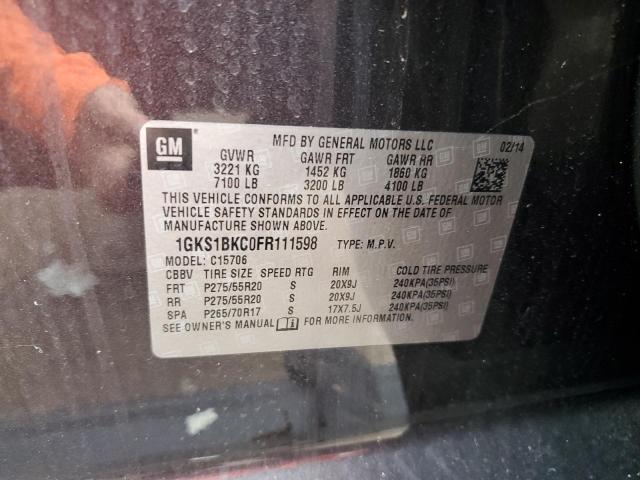 GM
MFD BY GENERAL MOTORS LLC 02/14
GVWR GAWR FRT GAWR RR
3221 KG 1452 KG 1860 KG
7100 LB 3200 LB 4100 LB
THIS VEHICLE CONFORMS TO ALL APPLICABLE U.S. FEDERAL MOTOR
VEHICLE SAFETY STANDARDS IN EFFECT ON THE DATE OF
MANUFACTURE SHOWN ABOVE.
1GKS1BKC0FR111598 TYPE: M.P.V.
MODEL: C15706
CBBV TIRE SIZE SPEED RTG RIM COLD TIRE PRESSURE
FRT P275/55R20 S 20X9J 240KPA(35PSI)
RR P275/55R20 S 20X9J 240KPA(35PSI)
SPA P265/70R17 S 17X7.5J 240KPA(35PSI)
SEE OWNER'S MANUAL FOR MORE INFORMATION.